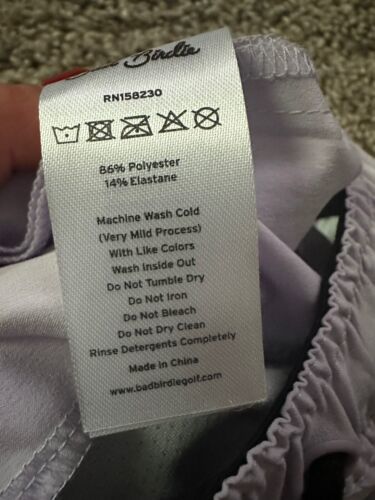 Birdie
RN158230
86% Polyester
14% Elastane
Machine Wash Cold
(Very Mild Process)
With Like Colors
Wash Inside Out
Do Not Tumble Dry
Do Not Iron
Do Not Bleach
Do Not Dry Clean
Rinse Detergents Completely
Made in China
www.badbirdiegolf.com